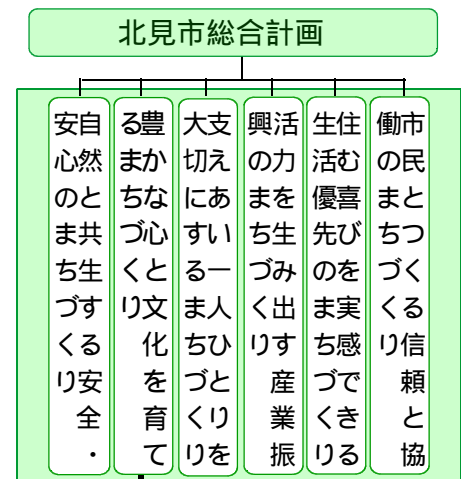 北見市総合計画
市民とつくる信頼と協
働のまちづくり
住む喜びを実感できる
生活優先のまちづくり
活力を生み出す産業振
興のまちづくり
支えあい一人ひとりを
大切にするまちづくり
豊かな心と文化を育て
るまちづくり
自然と共生する安全・
安心のまちづくり